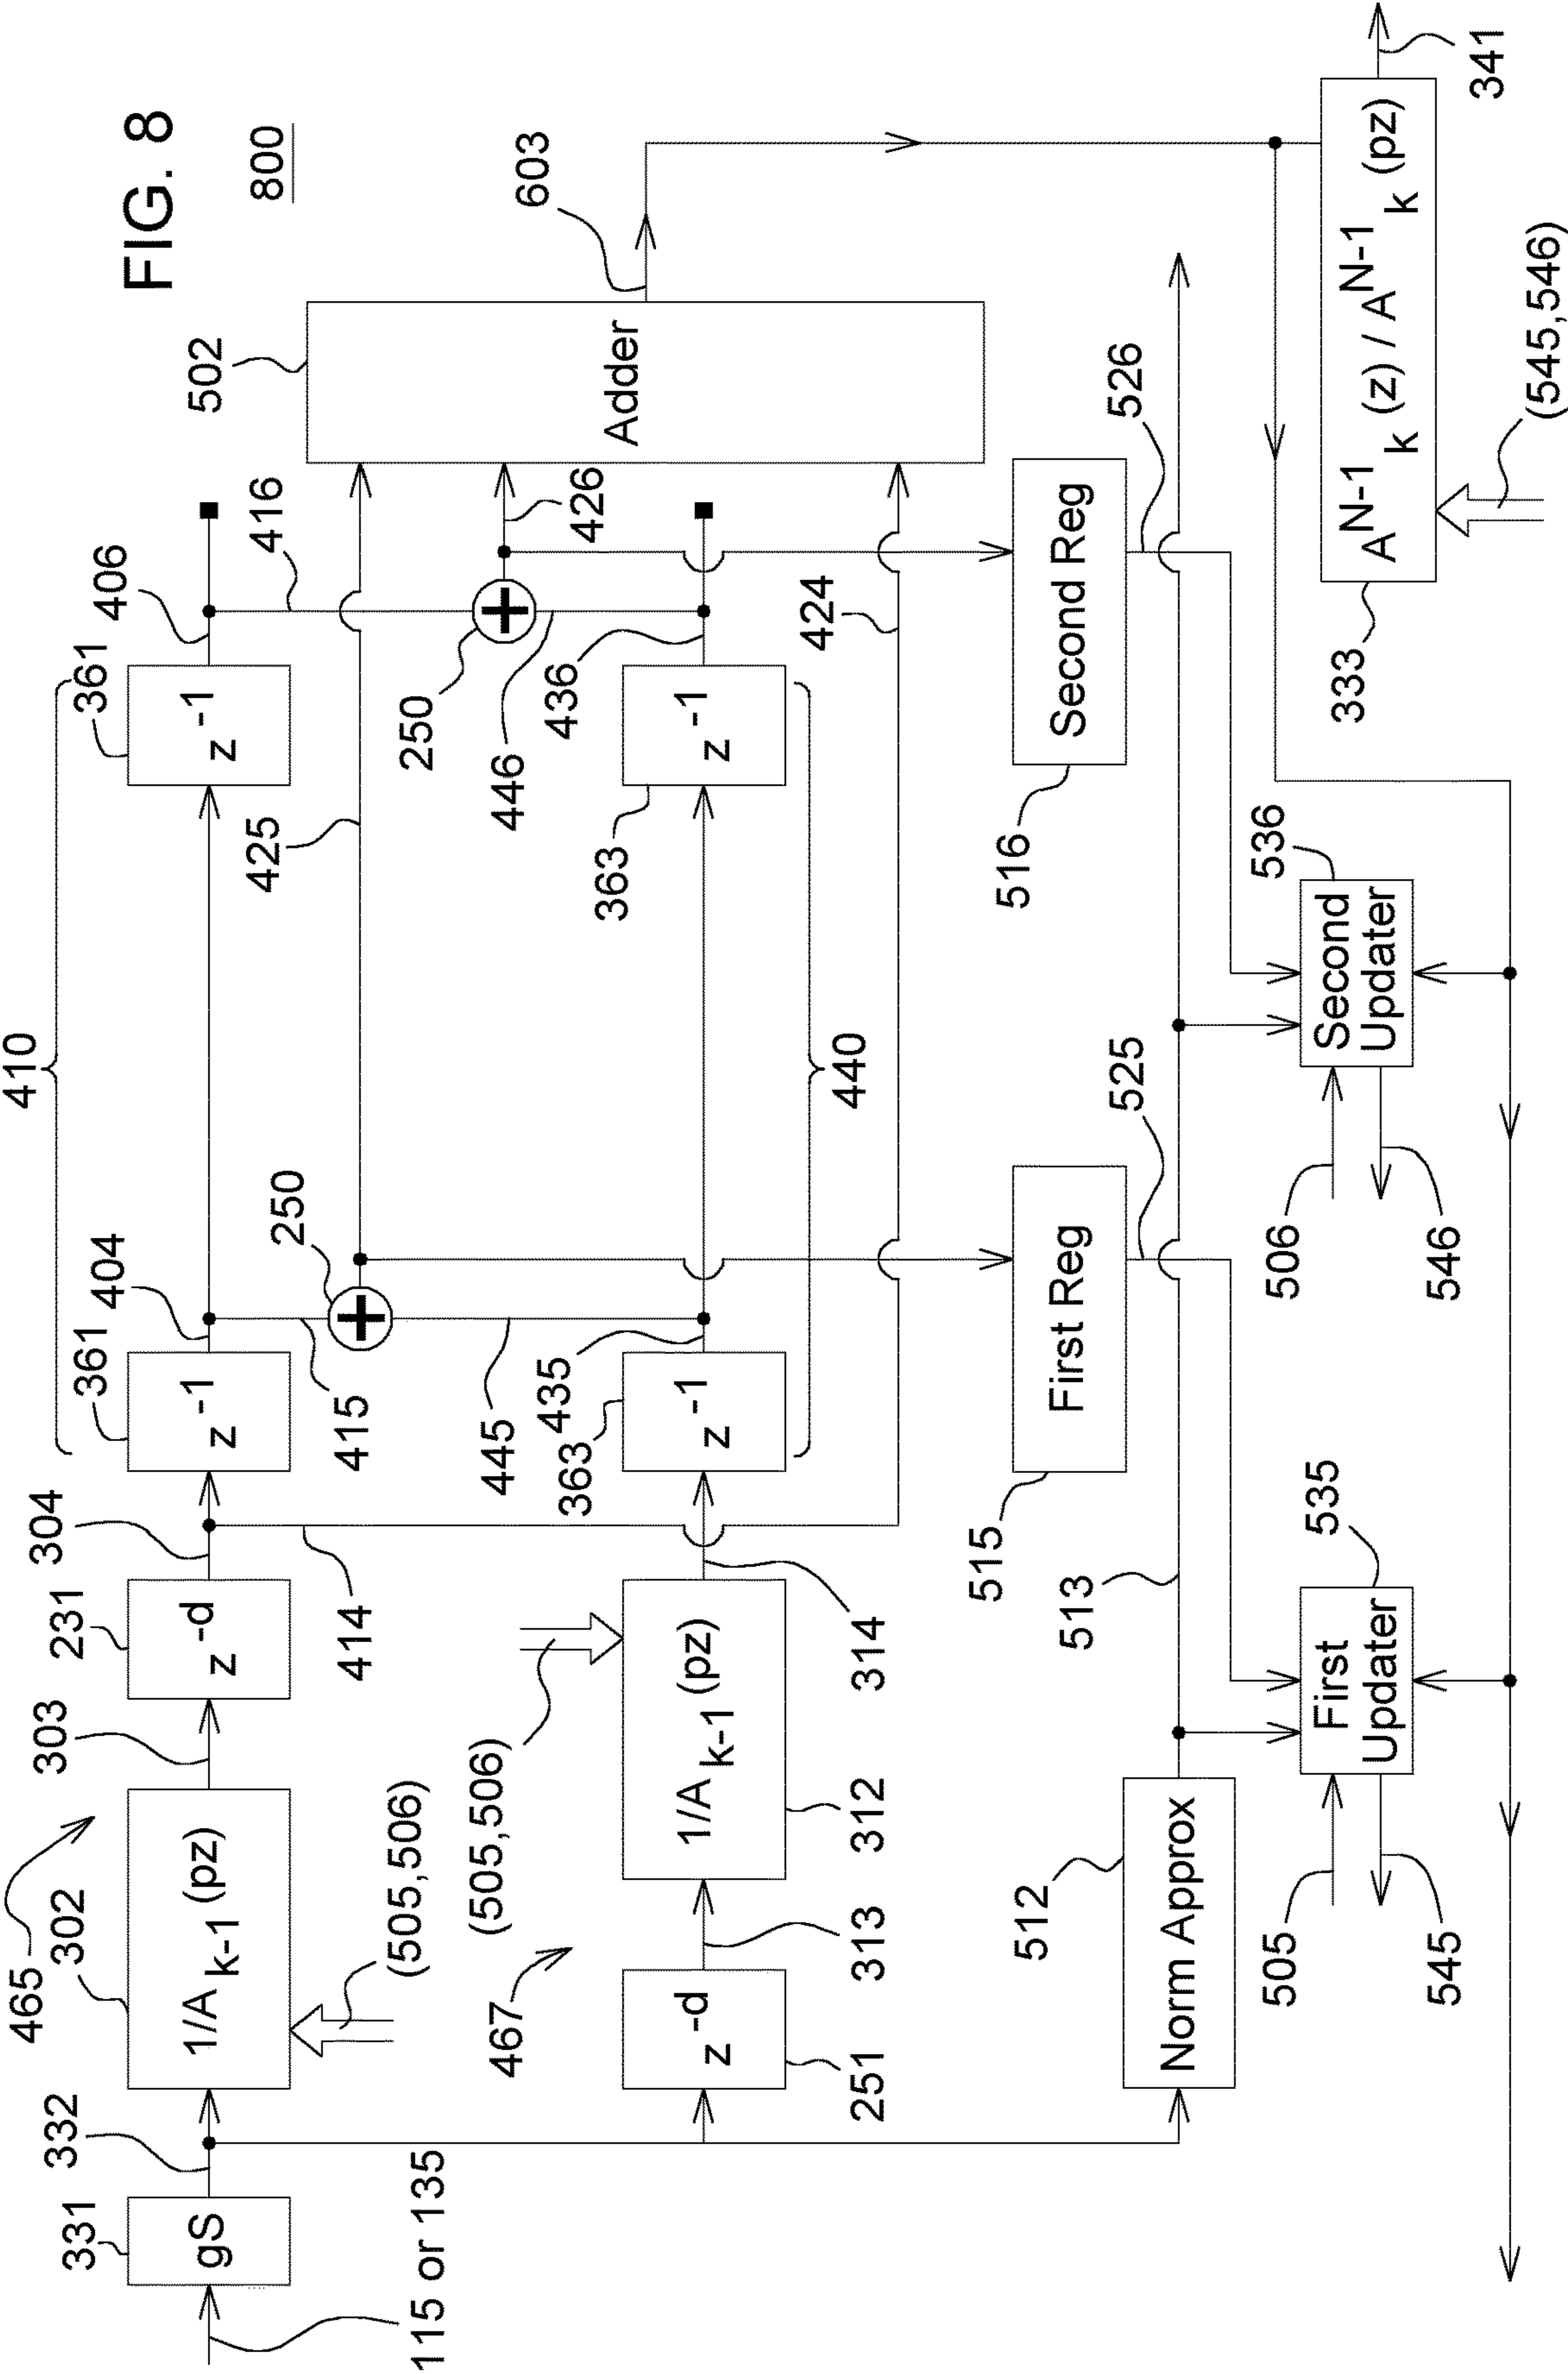 FIG. 8
800
410
465
302
303
231
304
361
404
361
406
331
332
gS
1/A k-1 (pz)
z -d
z -1
z -1
416
115 or 135
(505,506)
414
415
250
425
502
603
Adder
250
426
446
436
467
(505,506)
445
435
363
363
z -d
1/A k-1 (pz)
z -1
z -1
251
313
312
314
440
424
512
Norm Approx
513
515
First Reg
525
516
Second Reg
526
505
First
Updater
535
545
506
Second
Updater
536
546
333
A N-1 k (z) / A N-1 k (pz)
341
(545,546)